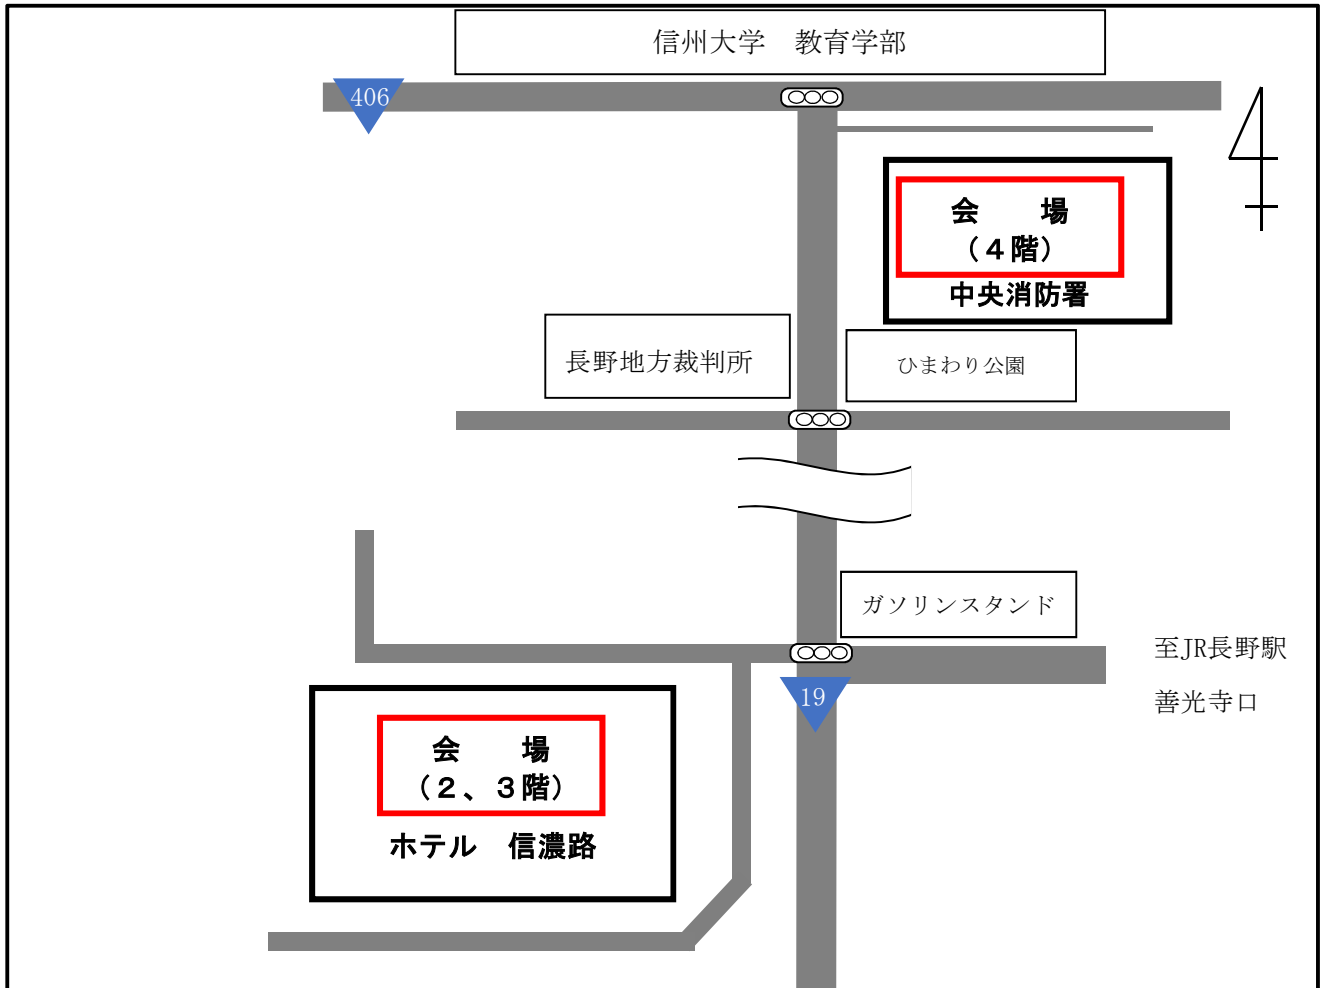 信州大学　教育学部
406
会　　場
（４階）
中央消防署
長野地方裁判所
ひまわり公園
ガソリンスタンド
至JR長野駅
善光寺口
19
会　　場
（２、３階）
ホテル　信濃路